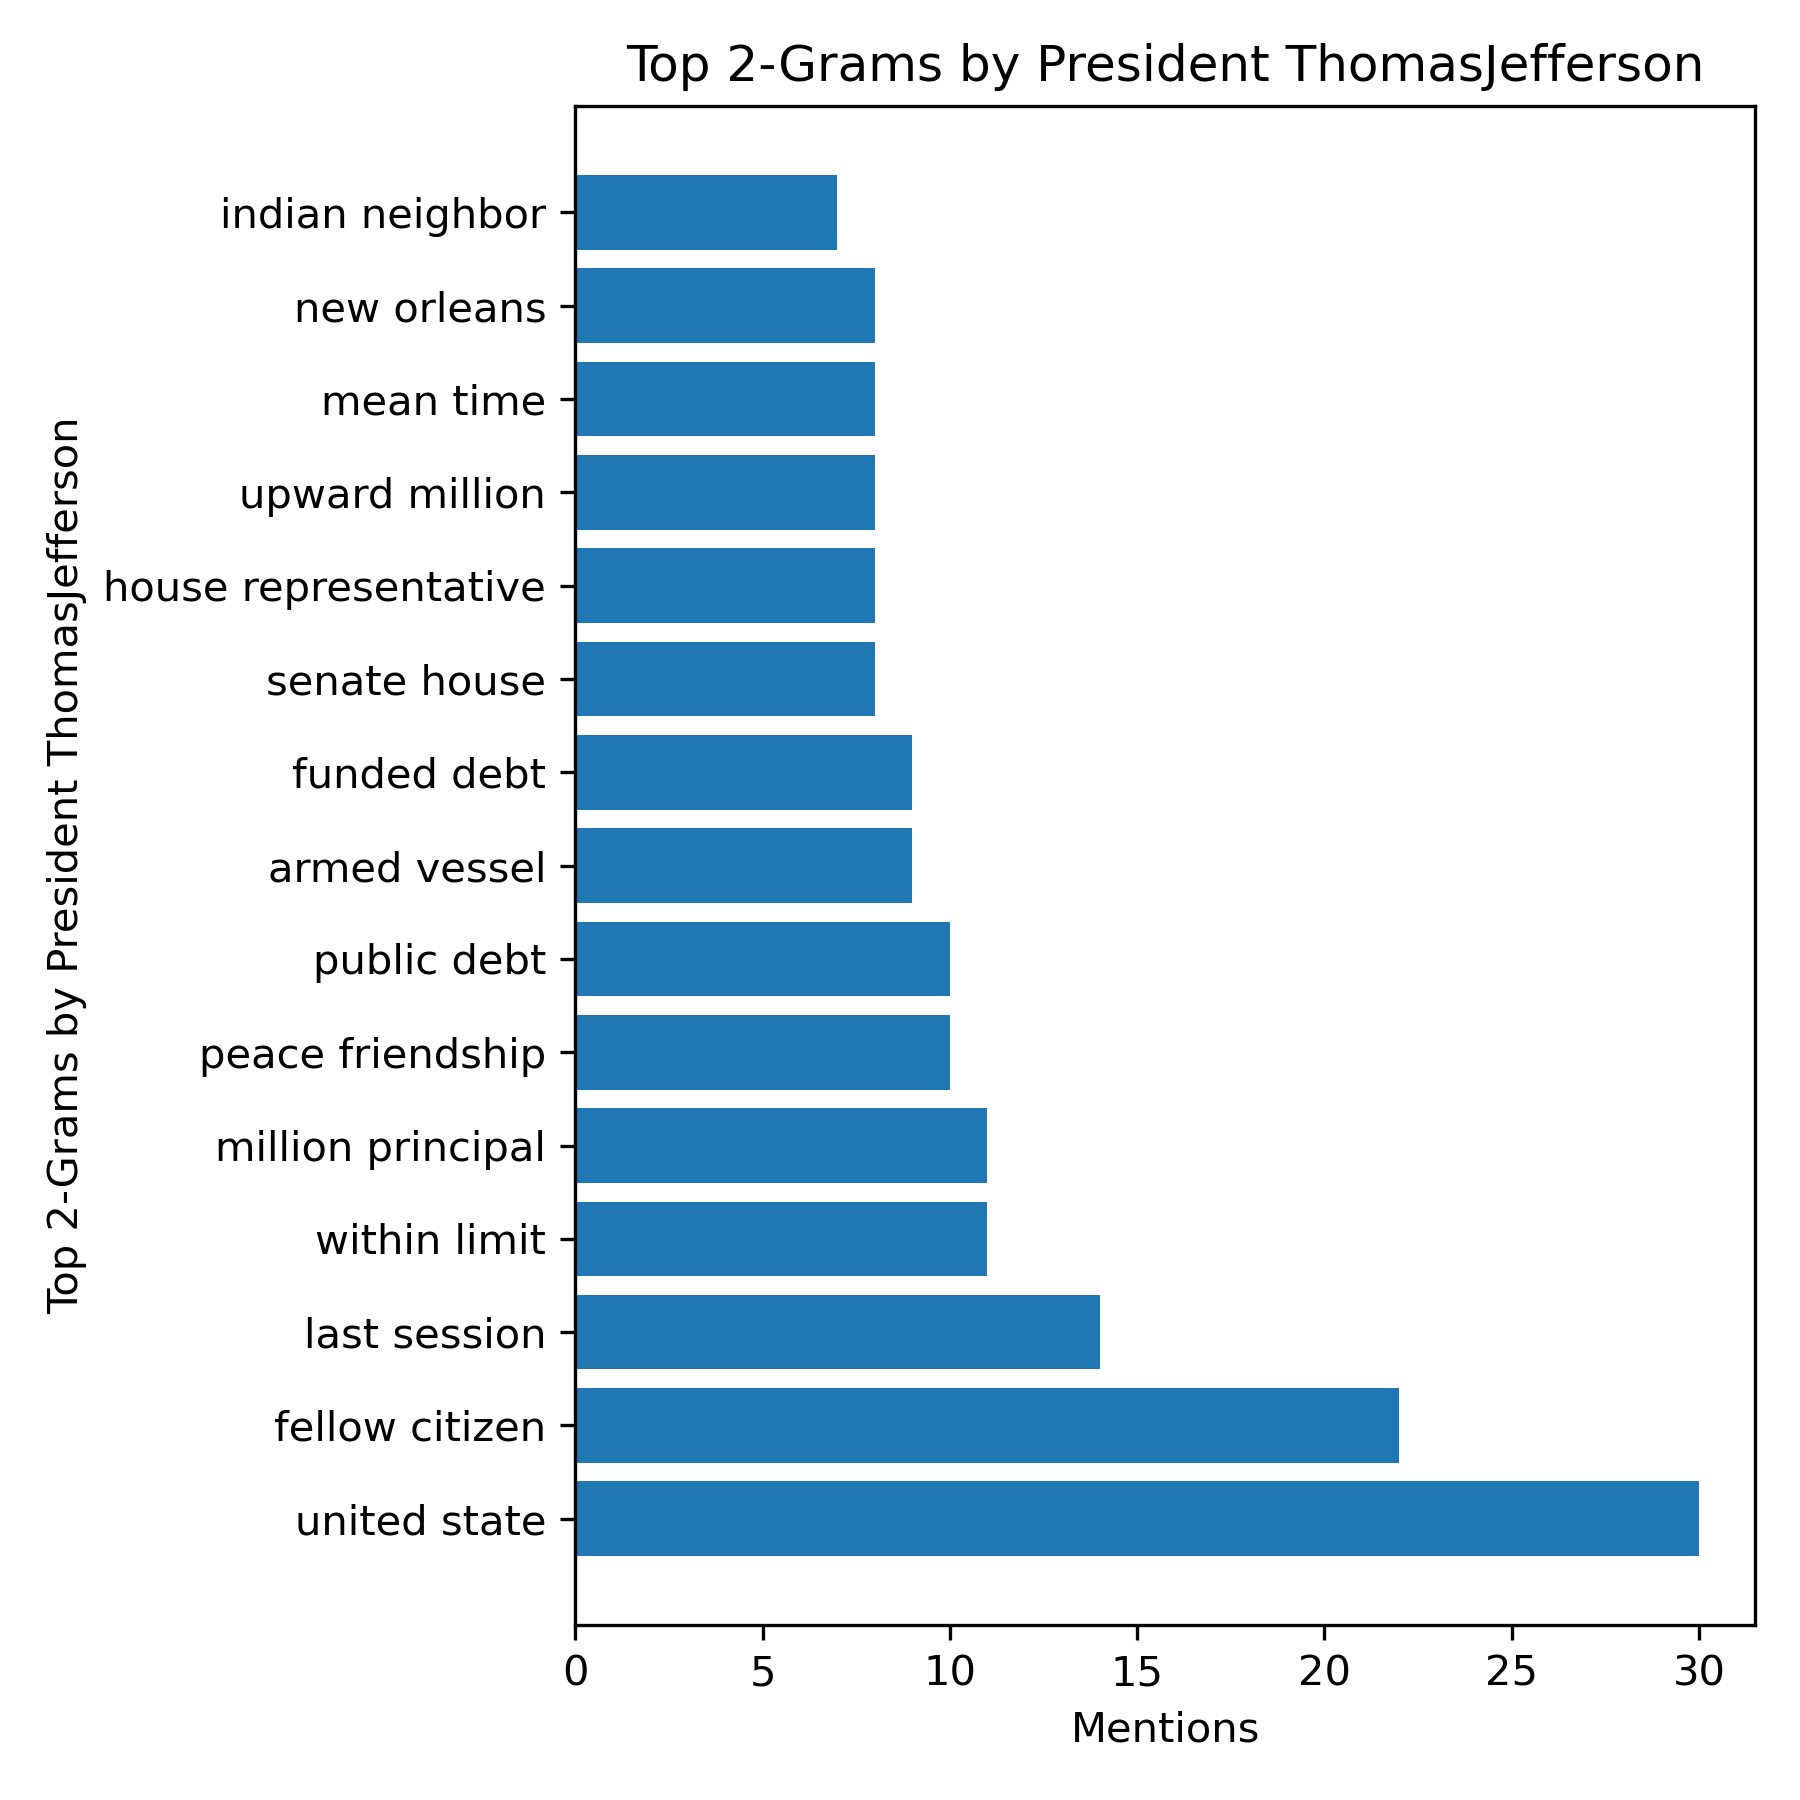 Top 2-Grams by President ThomasJefferson
Top 2-Grams by President ThomasJefferson
indian neighbor
new orleans
mean time
upward million
house representative
senate house
funded debt
armed vessel
public debt
peace friendship
million principal
within limit
last session
fellow citizen
united state
0 5 10 15 20 25 30
Mentions